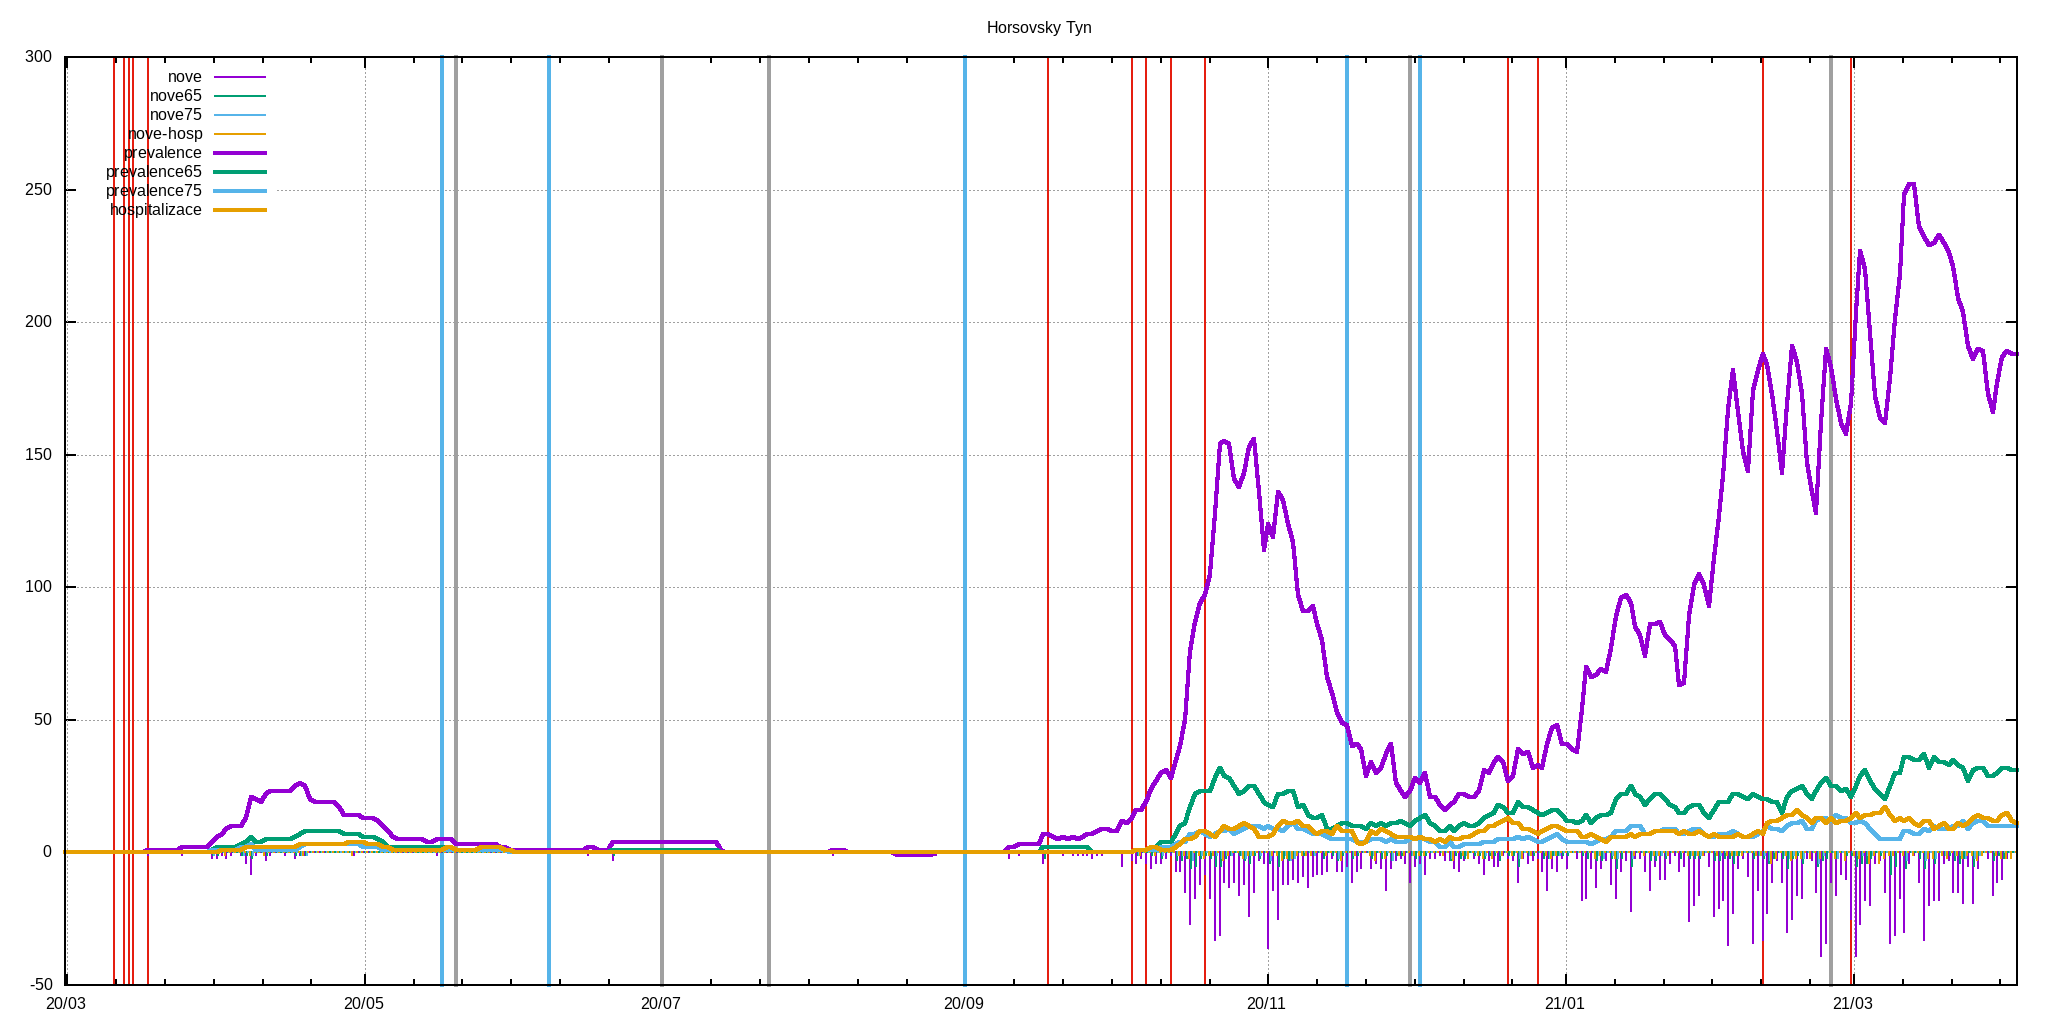 Horsovsky Tyn
300
250
200
150
100
50
0
-50
nove
nove65
nove75
nove-hosp
prevalence
prevalence65
prevalence75
hospitalizace
20/03 20/05 20/07 20/09 20/11 21/01 21/03